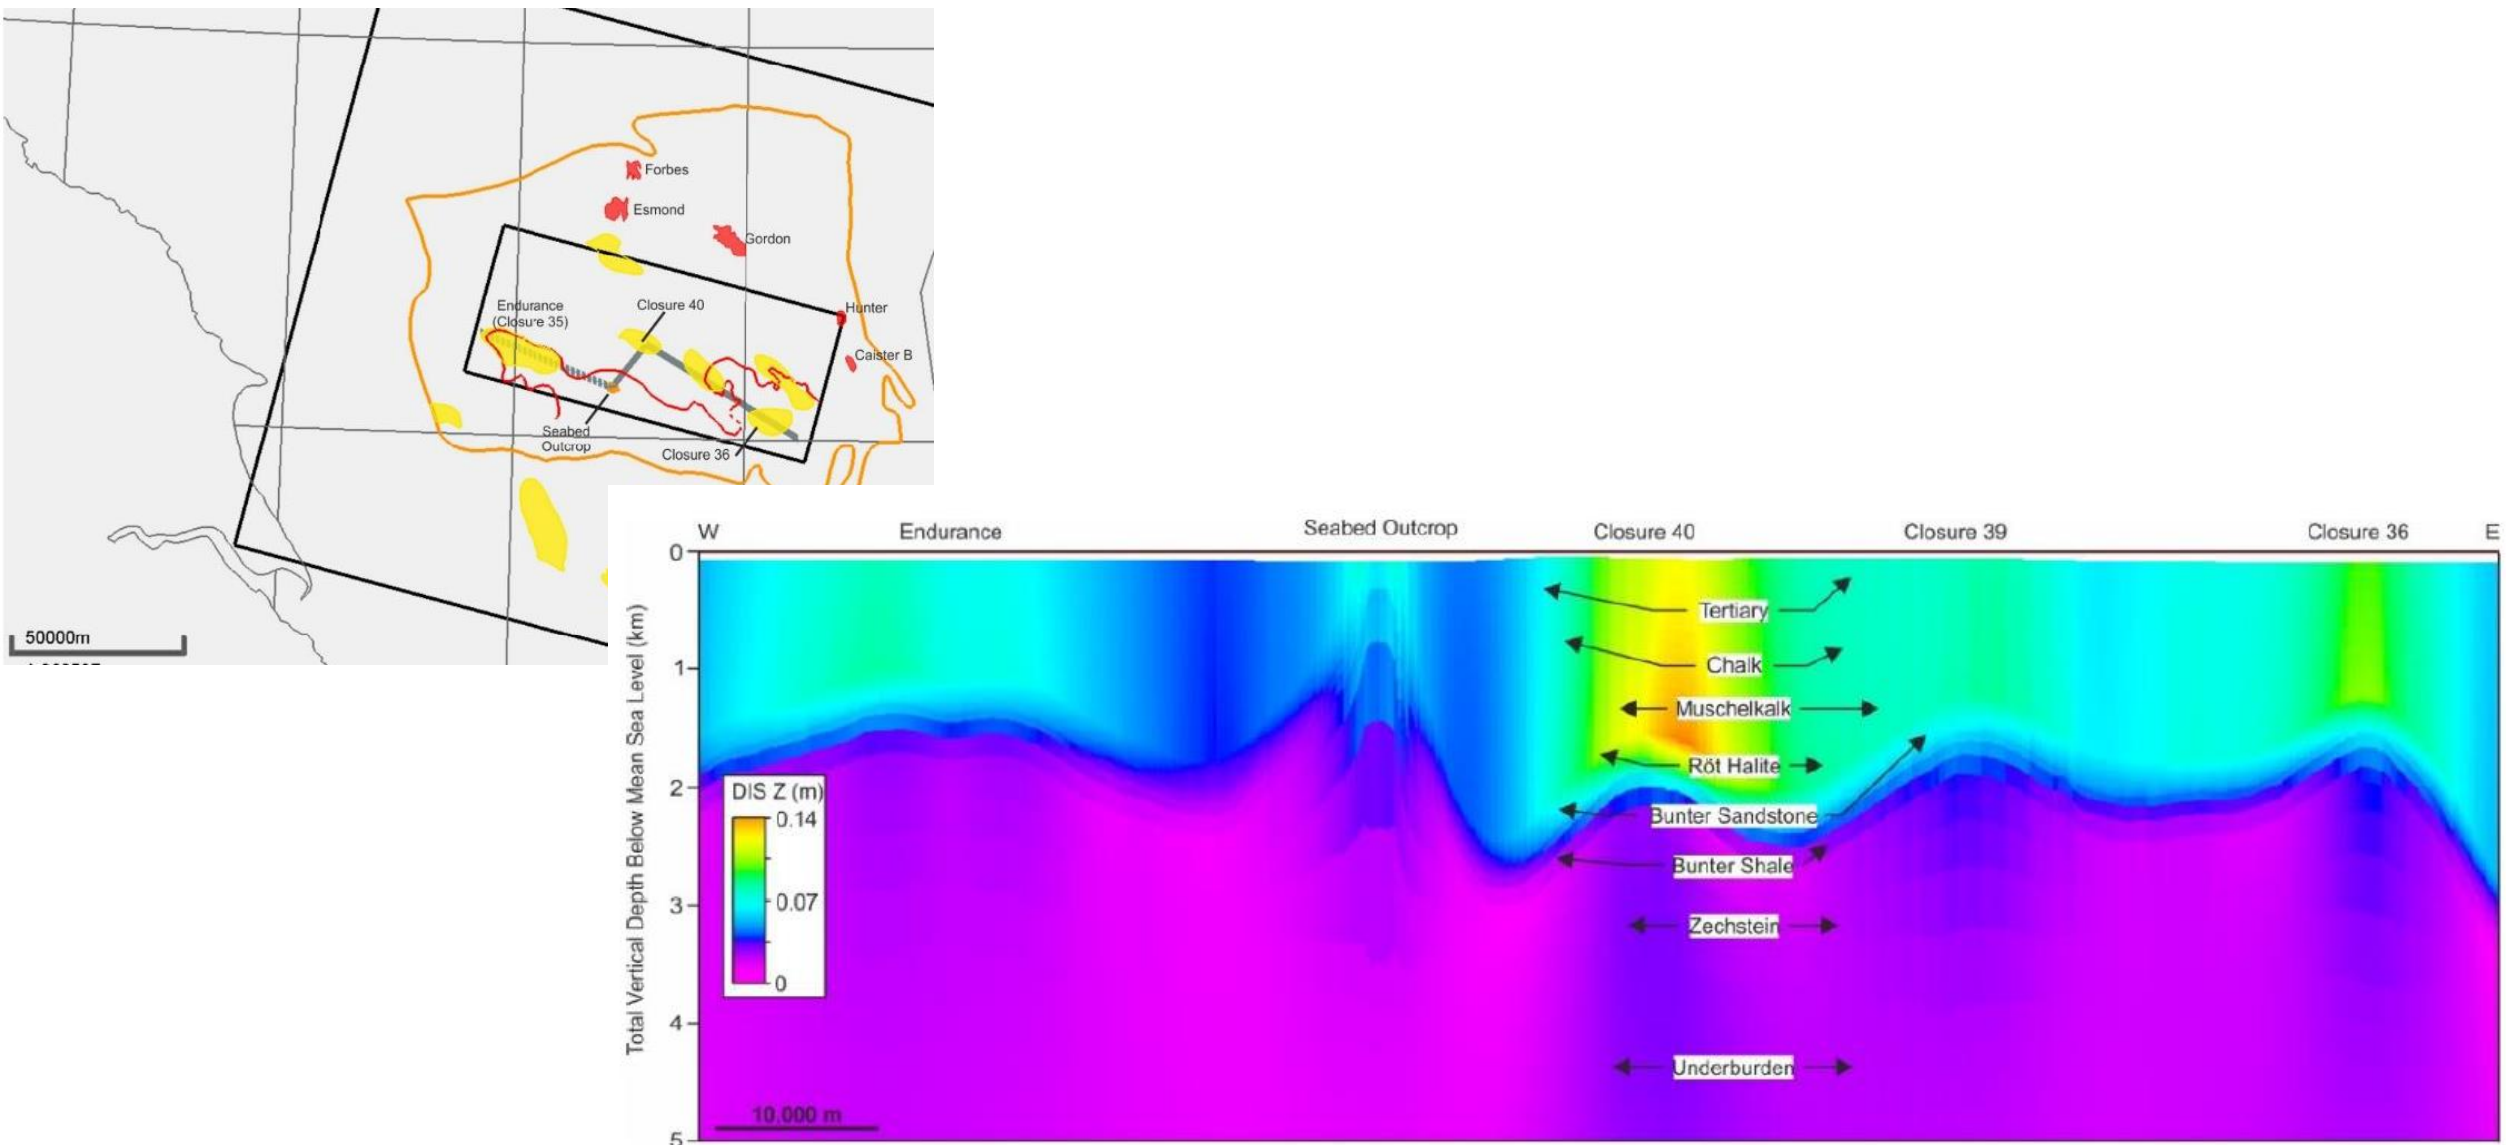 Forbes
Esmond
Gordon
Hunter
Endurance
(Closure 35)
Closure 40
Caister B
Seabed
Outcrop
Closure 36
50000m
W
Endurance
Seabed Outcrop
Closure 40
Closure 39
Closure 36
E
Total Vertical Depth Below Mean Sea Level (km)
0
1
2
3
4
5
Tertiary
Chalk
Muschelkalk
Röt Halite
Bunter Sandstone
Bunter Shale
Zechstein
Underburden
DIS Z (m)
0.14
0.07
0
10,000 m